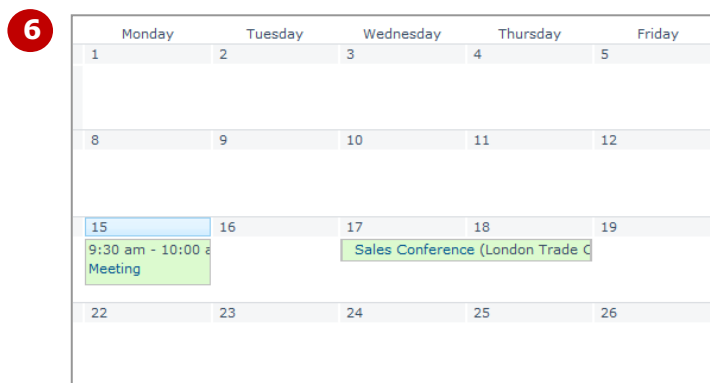 6
Monday Tuesday Wednesday Thursday Friday
1 2 3 4 5
8 9 10 11 12
15 16 17 18 19
9:30 am - 10:00 a
Meeting
Sales Conference (London Trade C
22 23 24 25 26